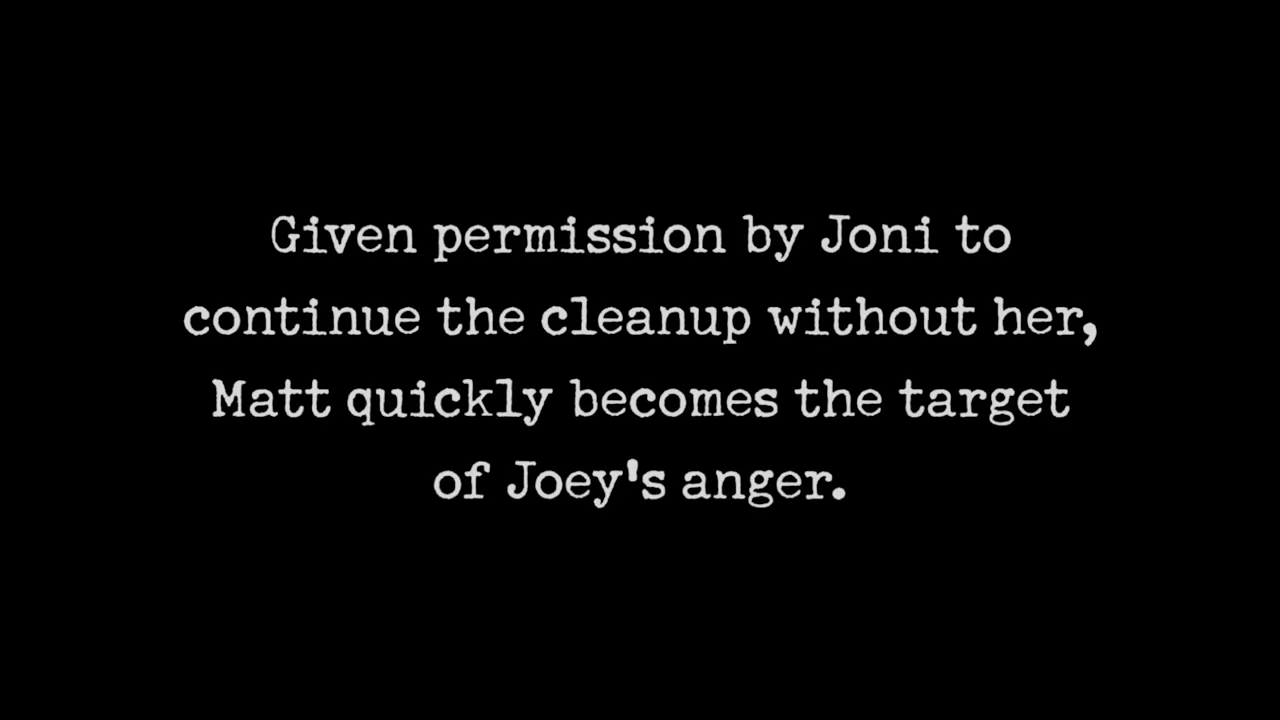 Given permission by Joni to
continue the cleanup without her,
Matt quickly becomes the target
of Joey's anger.